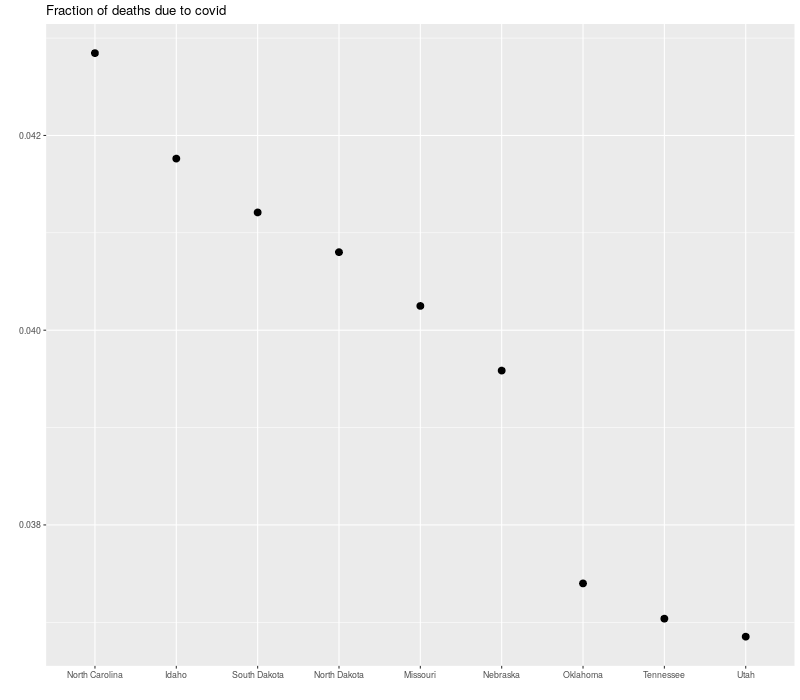 Fraction of deaths due to covid
0.042
0.040
0.038
North Carolina Idaho South Dakota North Dakota Missouri Nebraska Oklahoma Tennessee Utah